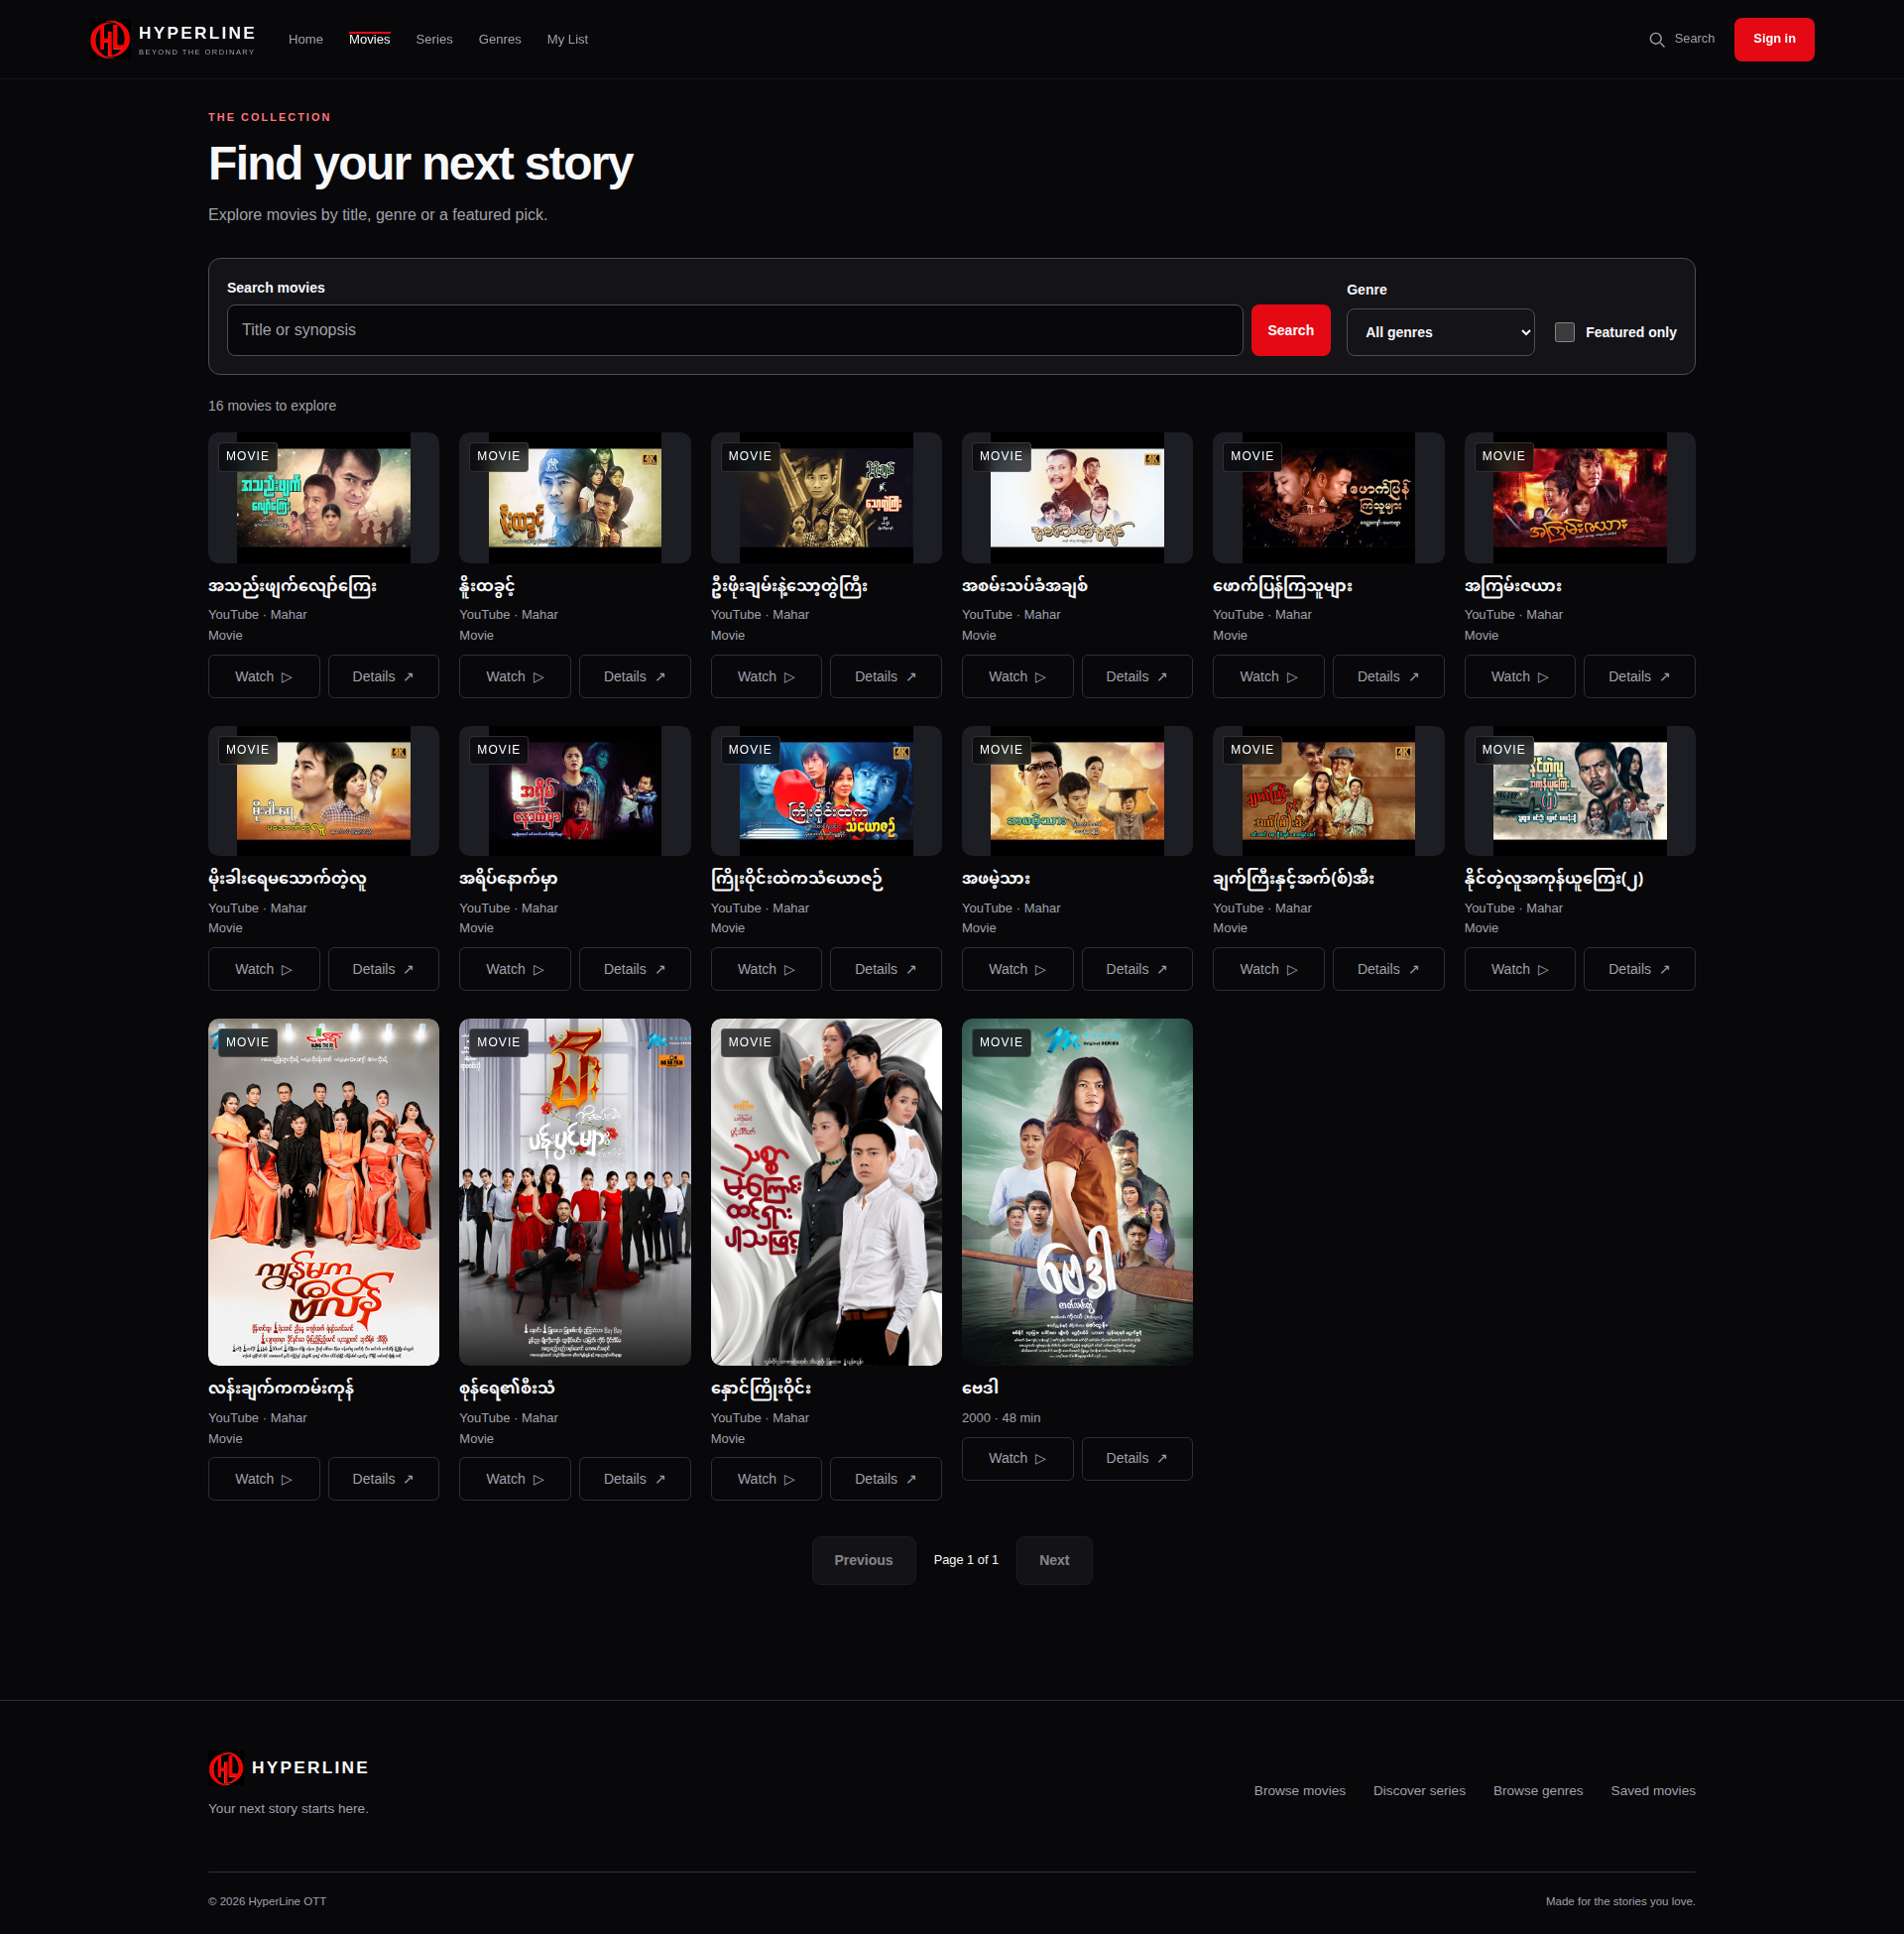 HYPERLINE
BEYOND THE ORDINARY
Home
Movies
Series
Genres
My List
Search
Sign in
THE COLLECTION
Find your next story
Explore movies by title, genre or a featured pick.
Search movies
Title or synopsis
Search
Genre
All genres
Featured only
16 movies to explore
MOVIE
အသည်းဖျက်လျော်ကြေး
YouTube · Mahar
Movie
Watch ▷
Details ↗
MOVIE
4K
နိုးထခွင့်
YouTube · Mahar
Movie
Watch ▷
Details ↗
MOVIE
ဦးဖိုးချမ်းနဲ့သော့တွဲကြီး
YouTube · Mahar
Movie
Watch ▷
Details ↗
MOVIE
4K
အစမ်းသပ်ခံအချစ်
YouTube · Mahar
Movie
Watch ▷
Details ↗
MOVIE
ဖောက်ပြန်ကြသူများ
YouTube · Mahar
Movie
Watch ▷
Details ↗
MOVIE
အကြမ်းဇယား
YouTube · Mahar
Movie
Watch ▷
Details ↗
MOVIE
4K
မိုးခါးရေမသောက်တဲ့လူ
YouTube · Mahar
Movie
Watch ▷
Details ↗
MOVIE
အရိပ်နောက်မှာ
YouTube · Mahar
Movie
Watch ▷
Details ↗
MOVIE
4K
ကြိုးဝိုင်းထဲကသံယောဇဉ်
YouTube · Mahar
Movie
Watch ▷
Details ↗
MOVIE
အဖမဲ့သား
YouTube · Mahar
Movie
Watch ▷
Details ↗
MOVIE
4K
ချက်ကြီးနှင့်အက်(စ်)အီး
YouTube · Mahar
Movie
Watch ▷
Details ↗
MOVIE
နိုင်တဲ့လူအကုန်ယူကြေး(၂)
YouTube · Mahar
Movie
Watch ▷
Details ↗
MOVIE
လန်းချက်ကကမ်းကုန်
YouTube · Mahar
Movie
Watch ▷
Details ↗
MOVIE
စုန်ရေ၏စီးသံ
YouTube · Mahar
Movie
Watch ▷
Details ↗
MOVIE
နှောင်ကြိုးဝိုင်း
YouTube · Mahar
Movie
Watch ▷
Details ↗
MOVIE
ဗေဒါ
2000 · 48 min
Watch ▷
Details ↗
Previous
Page 1 of 1
Next
HYPERLINE
Your next story starts here.
Browse movies
Discover series
Browse genres
Saved movies
© 2026 HyperLine OTT
Made for the stories you love.